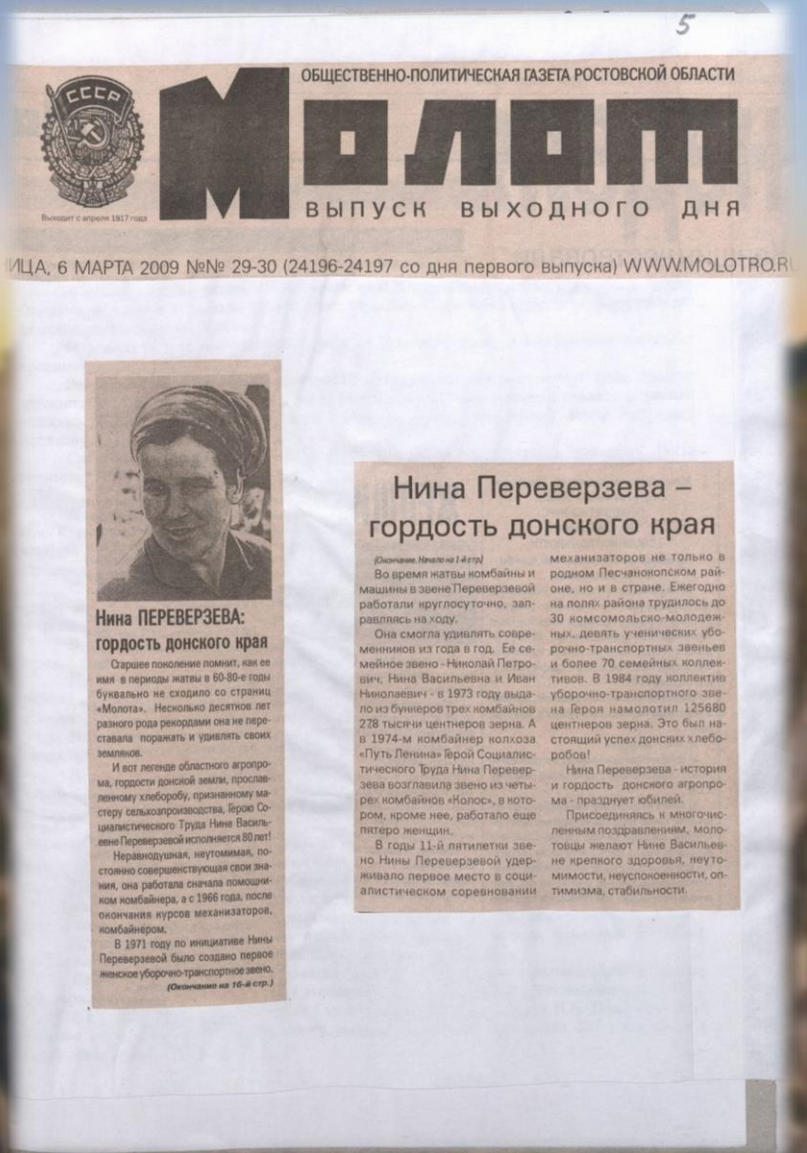 5
ОБЩЕСТВЕННО-ПОЛИТИЧЕСКАЯ ГАЗЕТА РОСТОВСКОЙ ОБЛАСТИ
СССР
Молот
Выходит с апреля 1917 года
ВЫПУСК ВЫХОДНОГО ДНЯ
ИЦА, 6 МАРТА 2009 №№ 29-30 (24196-24197 со дня первого выпуска) WWW.MOLOTRO.RU
Нина ПЕРЕВЕРЗЕВА:
гордость донского края
Старшее поколение помнит, как ее
имя в периоды жатвы в 60-80-е годы
буквально не сходило со страниц
«Молота». Несколько десятков лет
разного рода рекордами она не пере-
ставала поражать и удивлять своих
земляков.
И вот легенде областного агропро-
ма, гордости донской земли, прослав-
ленному хлеборобу, признанному ма-
стеру сельхозпроизводства, Герою Со-
циалистического Труда Нине Василь-
евне Переверзевой исполняется 80 лет!
Неравнодушная, неутомимая, по-
стоянно совершенствующая свои зна-
ния, она работала сначала помощни-
ком комбайнера, а с 1966 года, после
окончания курсов механизаторов,
комбайнером.
В 1971 году по инициативе Нины
Переверзевой было создано первое
женское уборочно-транспортное звено.
(Окончание на 16-й стр.)
Нина Переверзева –
гордость донского края
(Окончание. Начало на 1-й стр)
Во время жатвы комбайны и
машины в звене Переверзевой
работали круглосуточно, зап-
равляясь на ходу.
Она смогла удивлять совре-
менников из года в год. Ее се-
мейное звено - Николай Петро-
вич, Нина Васильевна и Иван
Николаевич - в 1973 году выда-
ло из бункеров трех комбайнов
278 тысячи центнеров зерна. А
в 1974-м комбайнер колхоза
«Путь Ленина» Герой Социалис-
тического Труда Нина Перевер-
зева возглавила звено из четы-
рех комбайнов «Колос», в кото-
ром, кроме нее, работало еще
пятеро женщин.
В годы 11-й пятилетки зве-
но Нины Переверзевой удер-
живало первое место в соци-
алистическом соревновании
механизаторов не только в
родном Песчанокопском рай-
оне, но и в стране. Ежегодно
на полях района трудилось до
30 комсомольско-молодеж-
ных, девять ученических убо-
рочно-транспортных звеньев
и более 70 семейных коллек-
тивов. В 1984 году коллектив
уборочно-транспортного зве-
на Героя намолотил 125680
центнеров зерна. Это был на-
стоящий успех донских хлебо-
робов!
Нина Переверзева - история
и гордость донского агропро-
ма - празднует юбилей.
Присоединяясь к многочис-
ленным поздравлениям, моло-
товцы желают Нине Васильев-
не крепкого здоровья, неуто-
мимости, неуспокоенности, оп-
тимизма, стабильности.